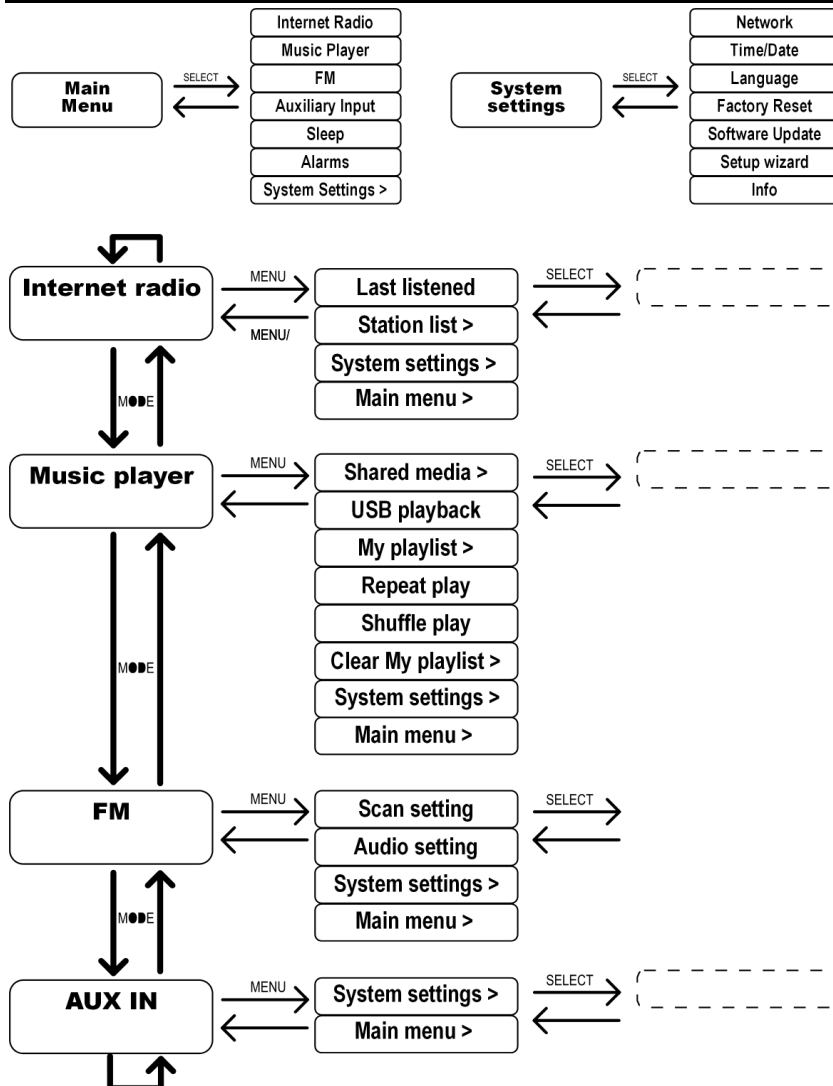 Main
Menu
SELECT
Internet Radio
Music Player
FM
Auxiliary Input
Sleep
Alarms
System Settings >
System
settings
SELECT
Network
Time/Date
Language
Factory Reset
Software Update
Setup wizard
Info
Internet radio
MENU
MENU/
Last listened
Station list >
System settings >
Main menu >
SELECT
MODE
Music player
MENU
Shared media >
USB playback
My playlist >
Repeat play
Shuffle play
Clear My playlist >
System settings >
Main menu >
SELECT
MODE
FM
MENU
Scan setting
Audio setting
System settings >
Main menu >
SELECT
MODE
AUX IN
MENU
System settings >
Main menu >
SELECT